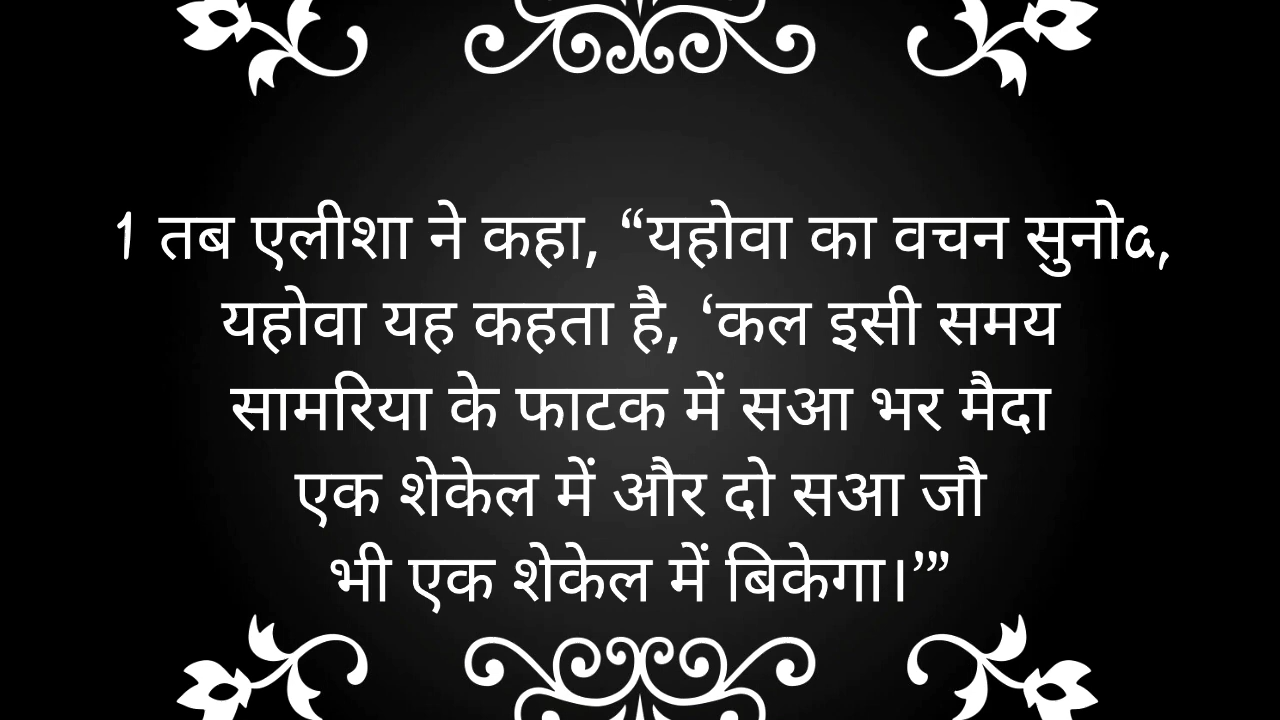 1 तब एलीशा ने कहा, “यहोवा का वचन सुनोa,
यहोवा यह कहता है, ‘कल इसी समय
सामरिया के फाटक में सआ भर मैदा
एक शेकेल में और दो सआ जौ
भी एक शेकेल में बिकेगा।’”